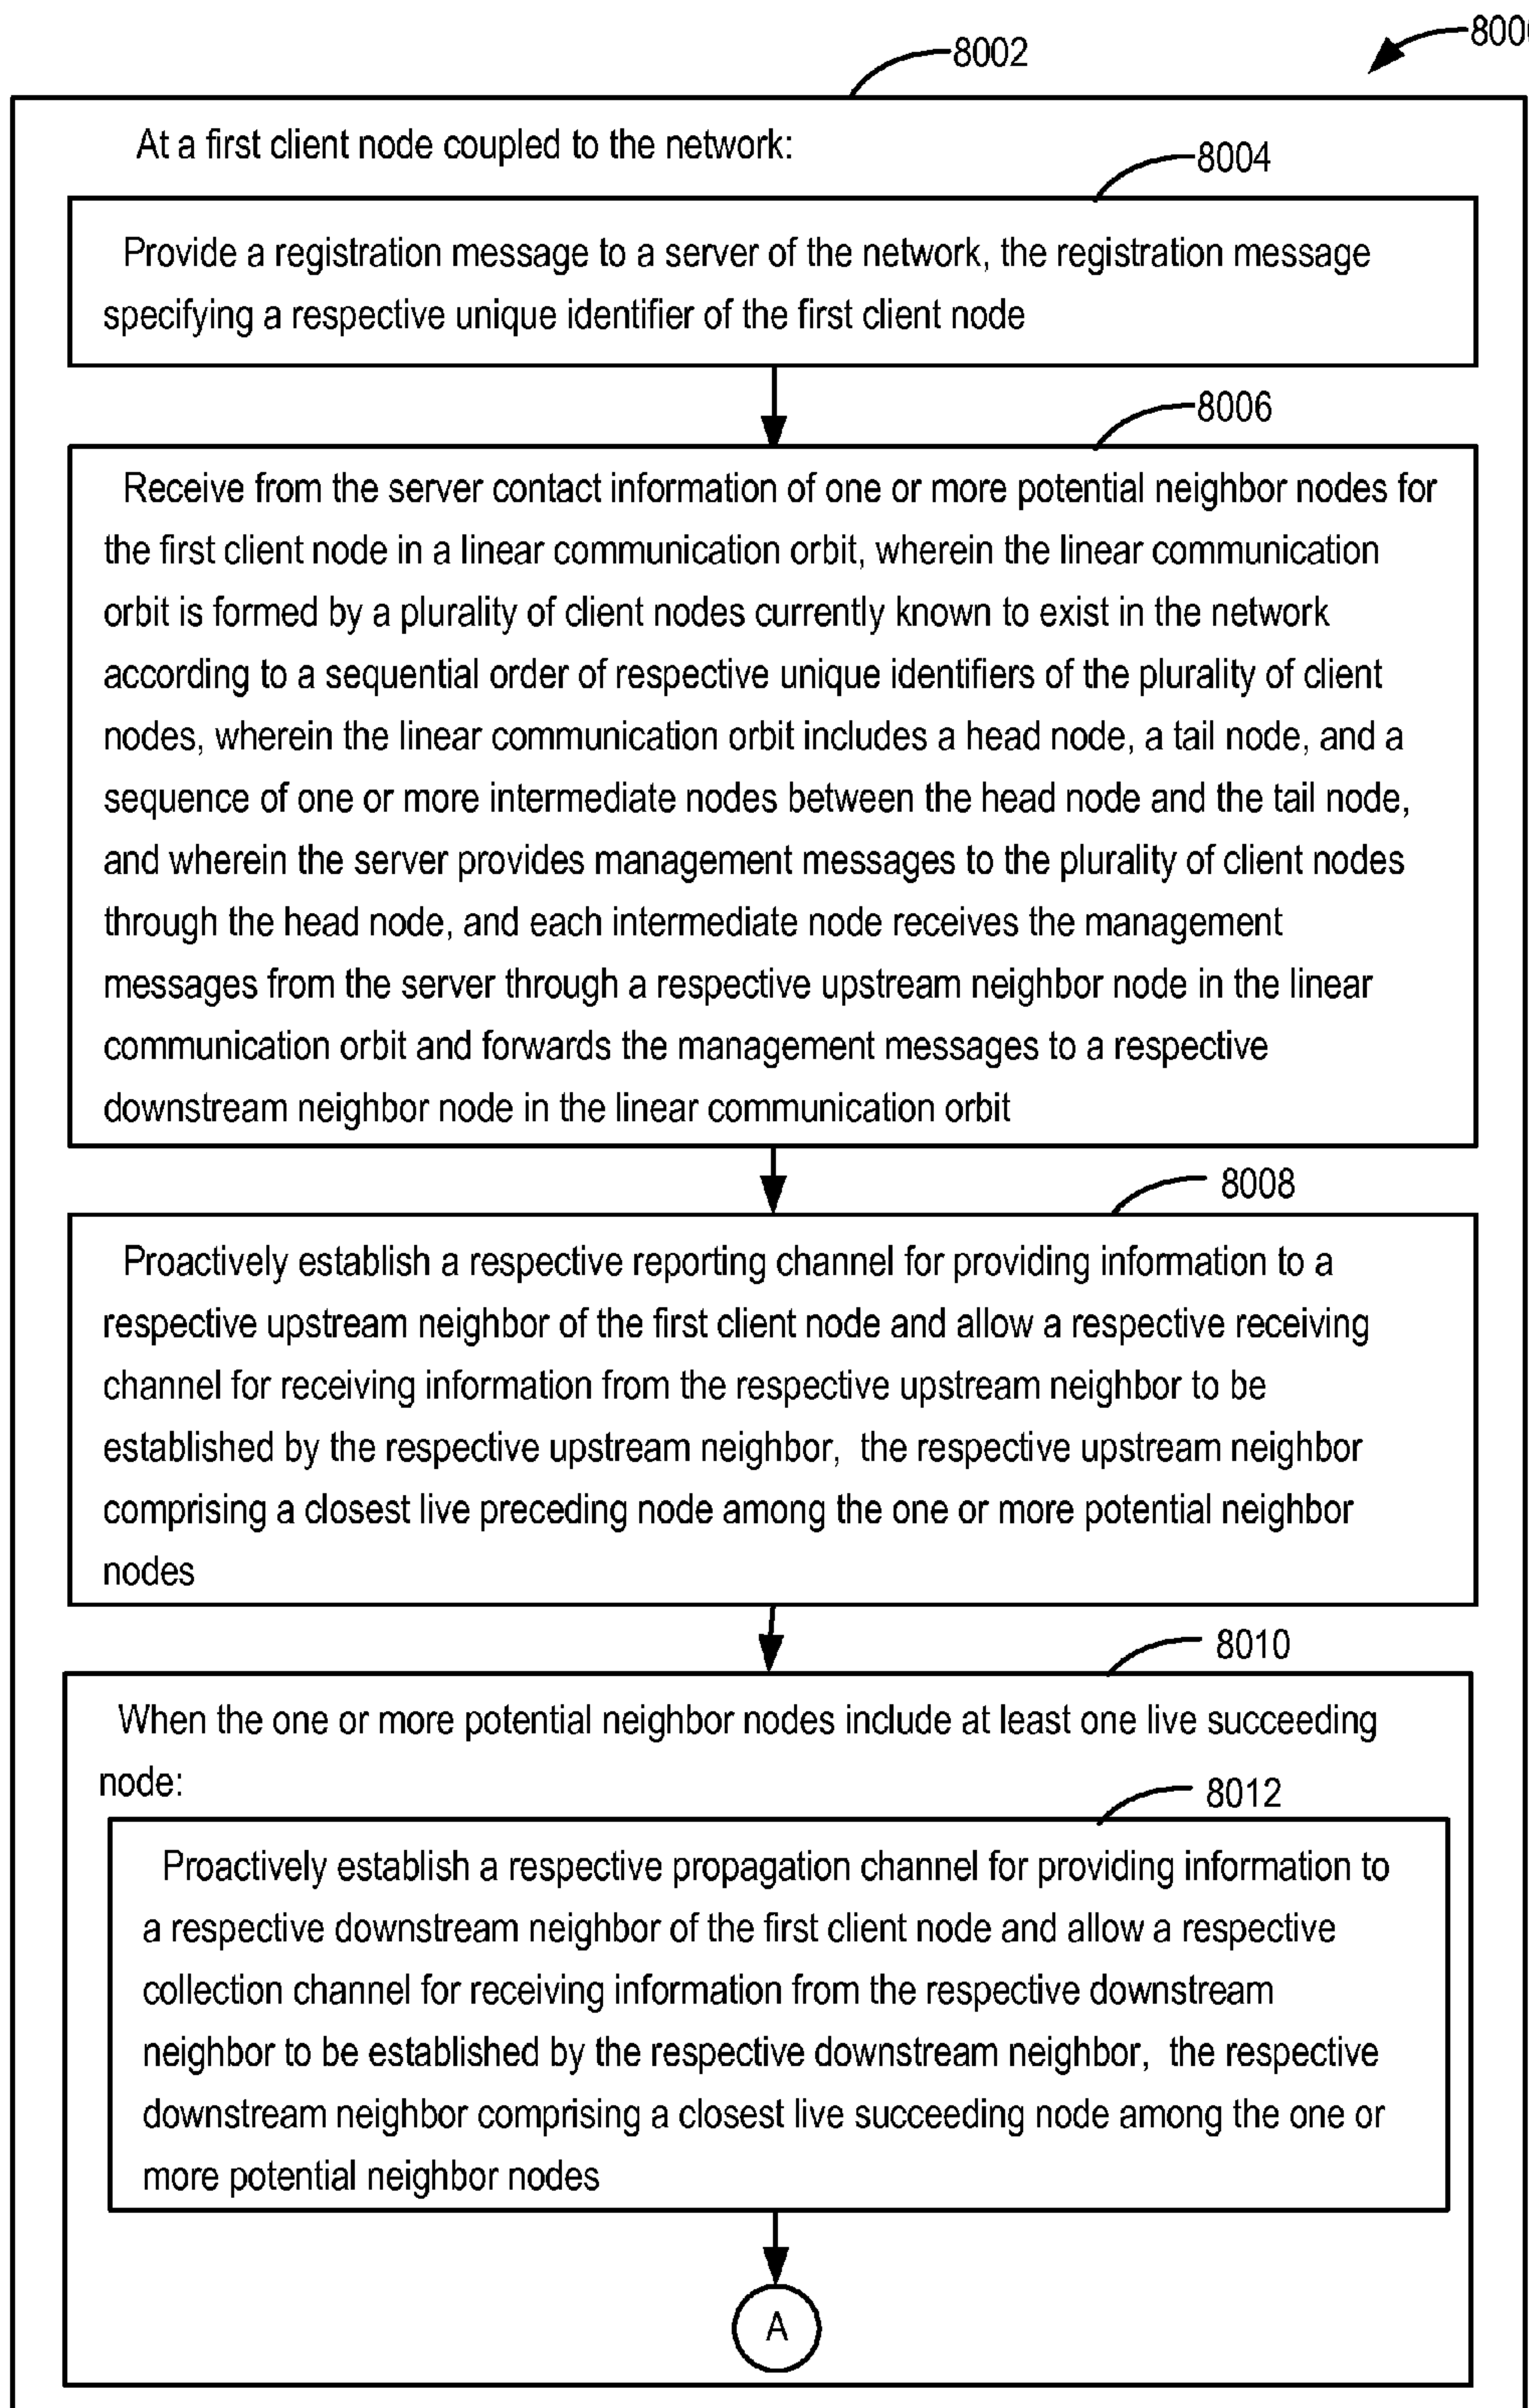 8002
At a first client node coupled to the network:
8004
Provide a registration message to a server of the network, the registration message
specifying a respective unique identifier of the first client node
8006
Receive from the server contact information of one or more potential neighbor nodes for
the first client node in a linear communication orbit, wherein the linear communication
orbit is formed by a plurality of client nodes currently known to exist in the network
according to a sequential order of respective unique identifiers of the plurality of client
nodes, wherein the linear communication orbit includes a head node, a tail node, and a
sequence of one or more intermediate nodes between the head node and the tail node,
and wherein the server provides management messages to the plurality of client nodes
through the head node, and each intermediate node receives the management
messages from the server through a respective upstream neighbor node in the linear
communication orbit and forwards the management messages to a respective
downstream neighbor node in the linear communication orbit
8008
Proactively establish a respective reporting channel for providing information to a
respective upstream neighbor of the first client node and allow a respective receiving
channel for receiving information from the respective upstream neighbor to be
established by the respective upstream neighbor, the respective upstream neighbor
comprising a closest live preceding node among the one or more potential neighbor
nodes
8010
When the one or more potential neighbor nodes include at least one live succeeding
node:
8012
Proactively establish a respective propagation channel for providing information to
a respective downstream neighbor of the first client node and allow a respective
collection channel for receiving information from the respective downstream
neighbor to be established by the respective downstream neighbor, the respective
downstream neighbor comprising a closest live succeeding node among the one or
more potential neighbor nodes
A